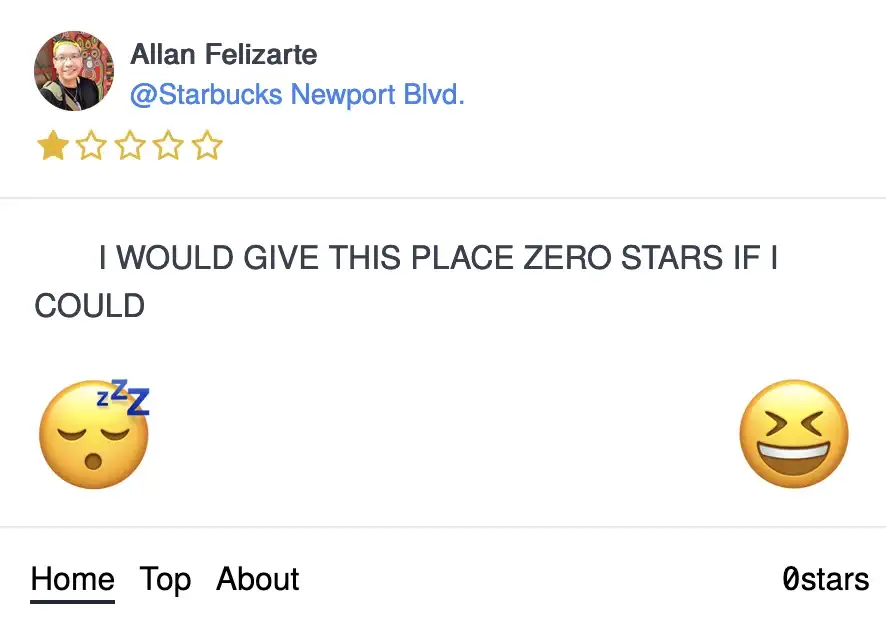 Allan Felizarte
@Starbucks Newport Blvd.
I WOULD GIVE THIS PLACE ZERO STARS IF I
COULD
zzz
Home Top About 0stars